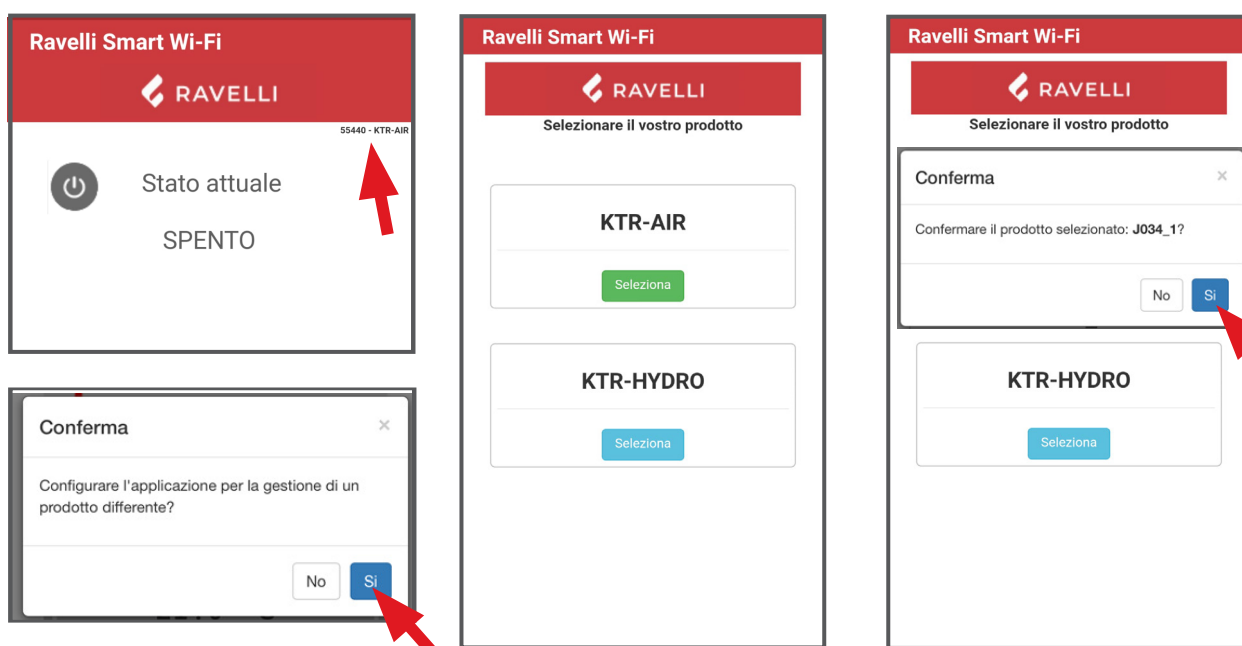 Ravelli Smart Wi-Fi
RAVELLI
55440 - KTR-AIR
Stato attuale
SPENTO
Conferma
×
Configurare l'applicazione per la gestione di un
prodotto differente?
No Si
Ravelli Smart Wi-Fi
RAVELLI
Selezionare il vostro prodotto
KTR-AIR
Seleziona
KTR-HYDRO
Seleziona
Ravelli Smart Wi-Fi
RAVELLI
Selezionare il vostro prodotto
Conferma
×
Confermare il prodotto selezionato: J034_1?
No Si
KTR-HYDRO
Seleziona